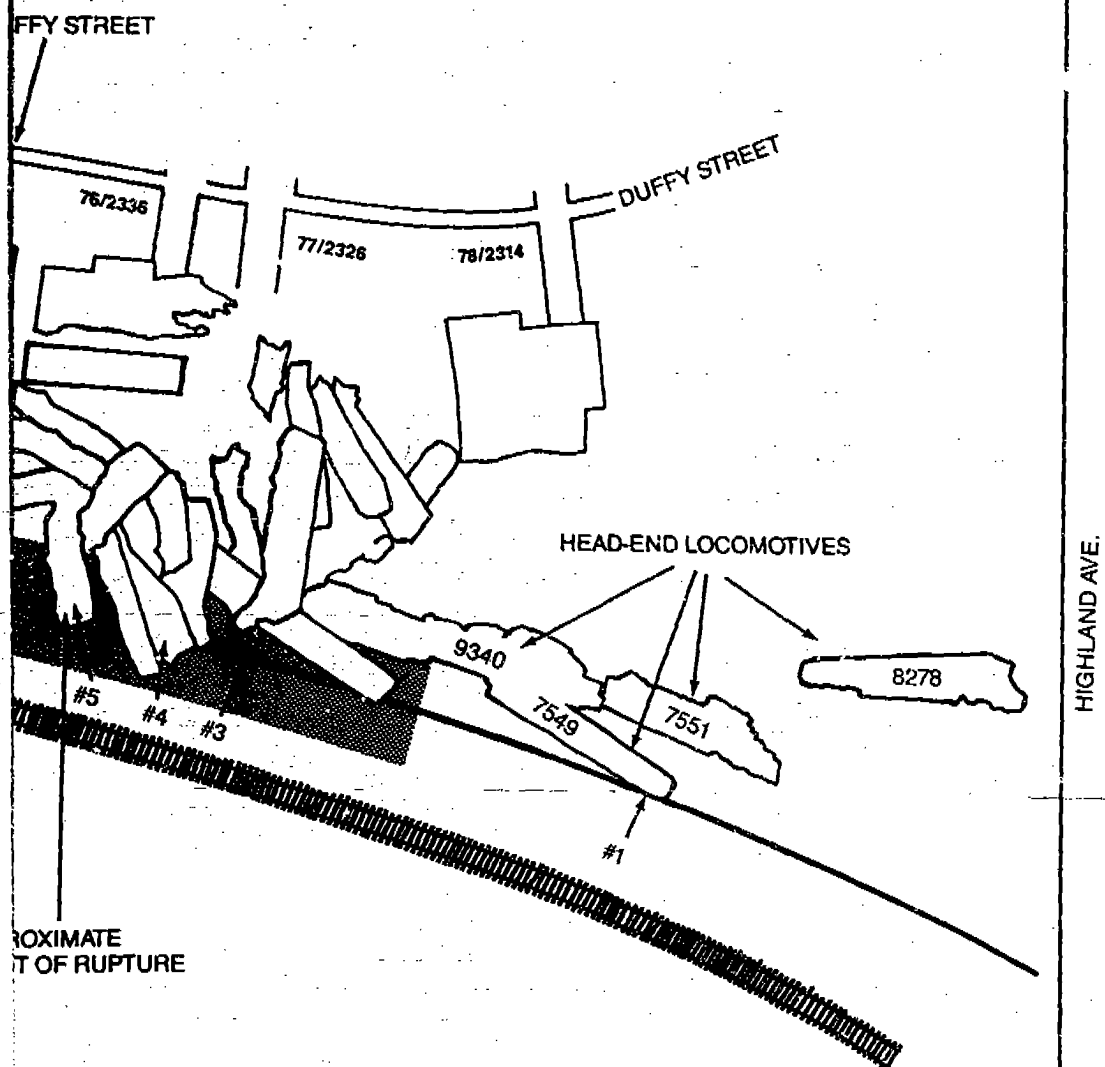 FFY STREET
DUFFY STREET
76/2336
77/2326
78/2314
HEAD-END LOCOMOTIVES
9340
8278
7549
7551
HIGHLAND AVE.
#5
#4
#3
#1
ROXIMATE
T OF RUPTURE